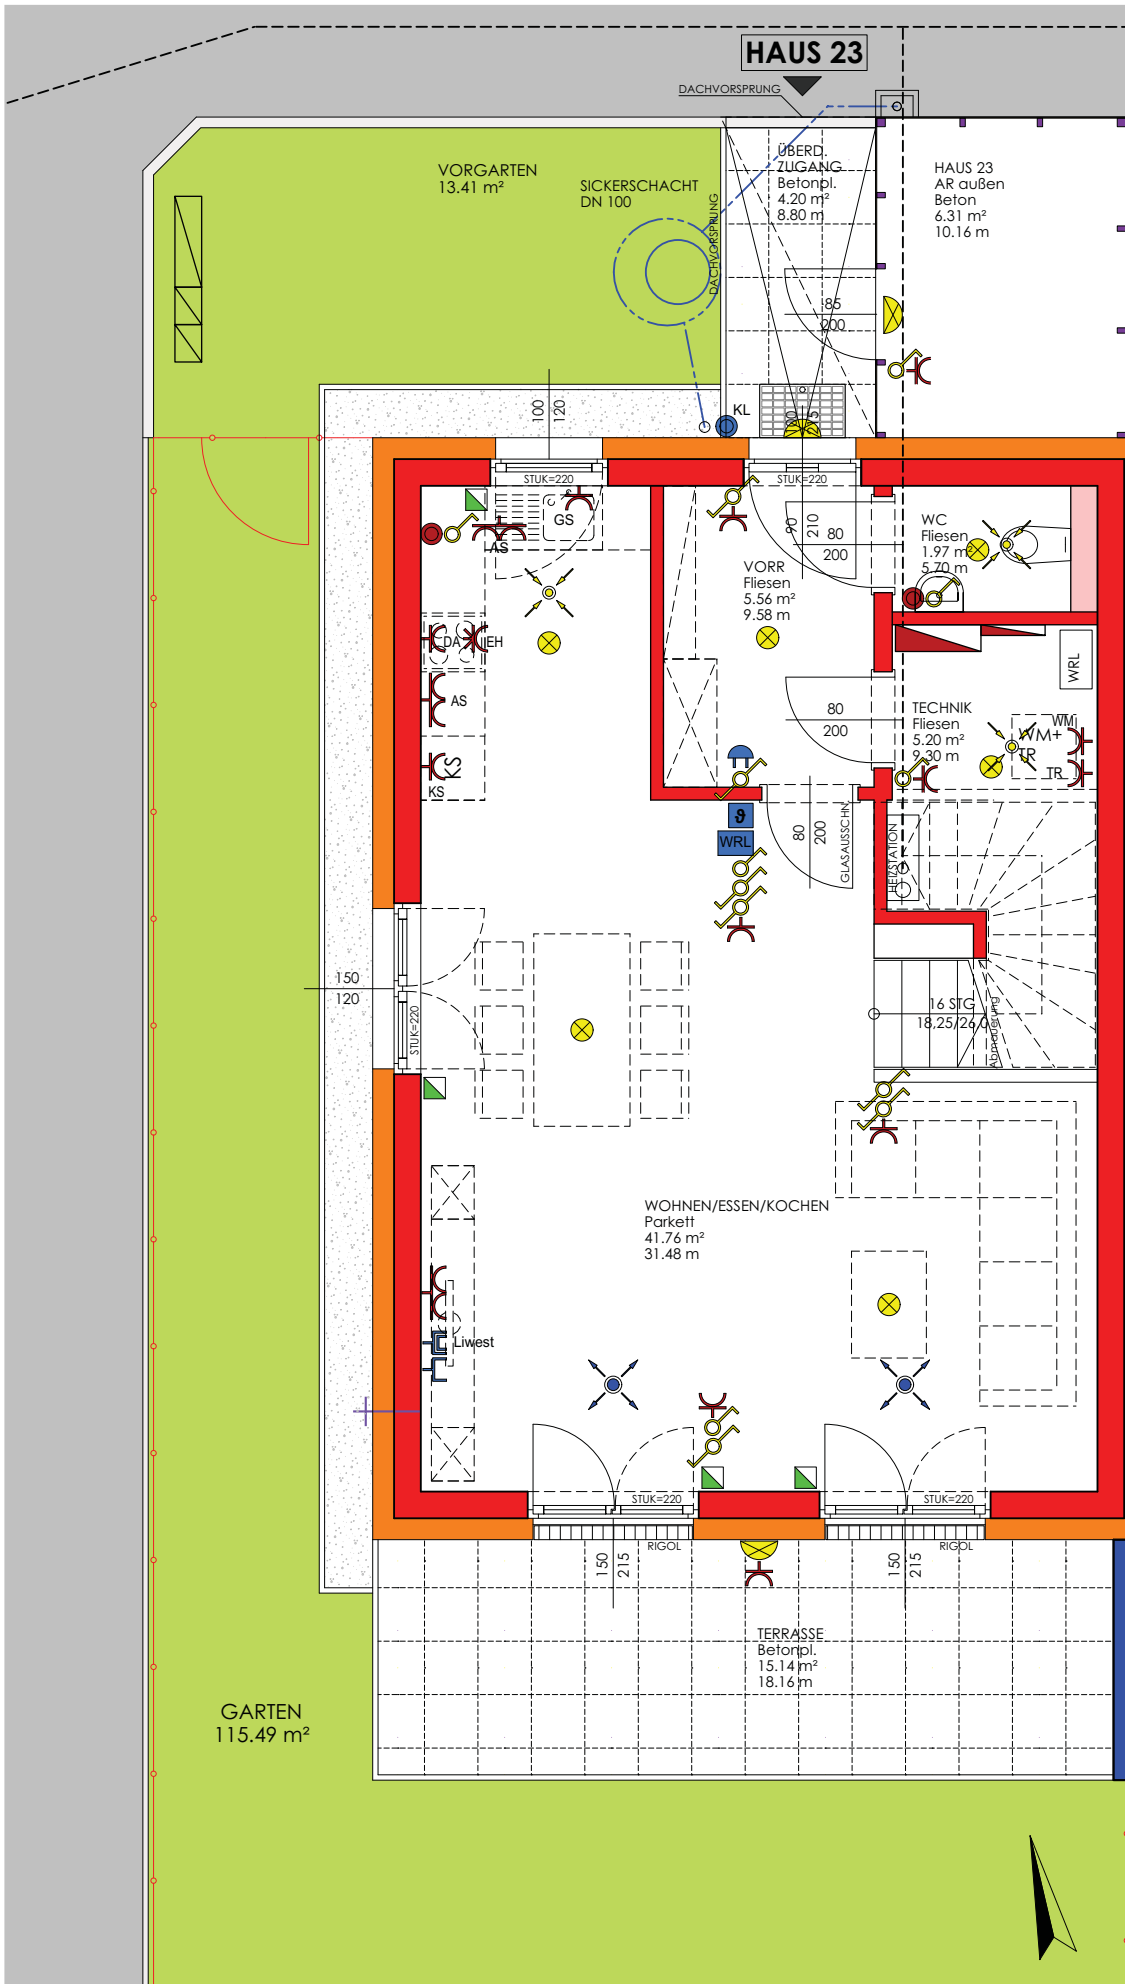 HAUS 23
DACHVORSPRUNG
VORGARTEN
13.41 m²
SICKERSCHACHT
DN 100
DACHVORSPRUNG
ÜBERD.
ZUGANG
Betonpl.
4.20 m²
8.80 m
HAUS 23
AR außen
Beton
6.31 m²
10.16 m
85
200
100
120
KL
STUK=220
STUK=220
GS
AS
90
210
80
200
WC
Fliesen
1.97 m²
5.70 m
VORR
Fliesen
5.56 m²
9.58 m
DA
EH
AS
KS
KS
WRL
80
200
TECHNIK
Fliesen
5.20 m²
9.30 m
WM
WM+
TR
TR
ϑ
WRL
80
200
GLASAUSSCHN.
HEIZSTATION
150
120
STUK=220
16 STG
18,25/26,0
Abmauerung
WOHNEN/ESSEN/KOCHEN
Parkett
41.76 m²
31.48 m
Liwest
STUK=220
STUK=220
RIGOL
RIGOL
150
215
150
215
TERRASSE
Betonpl.
15.14 m²
18.16 m
GARTEN
115.49 m²